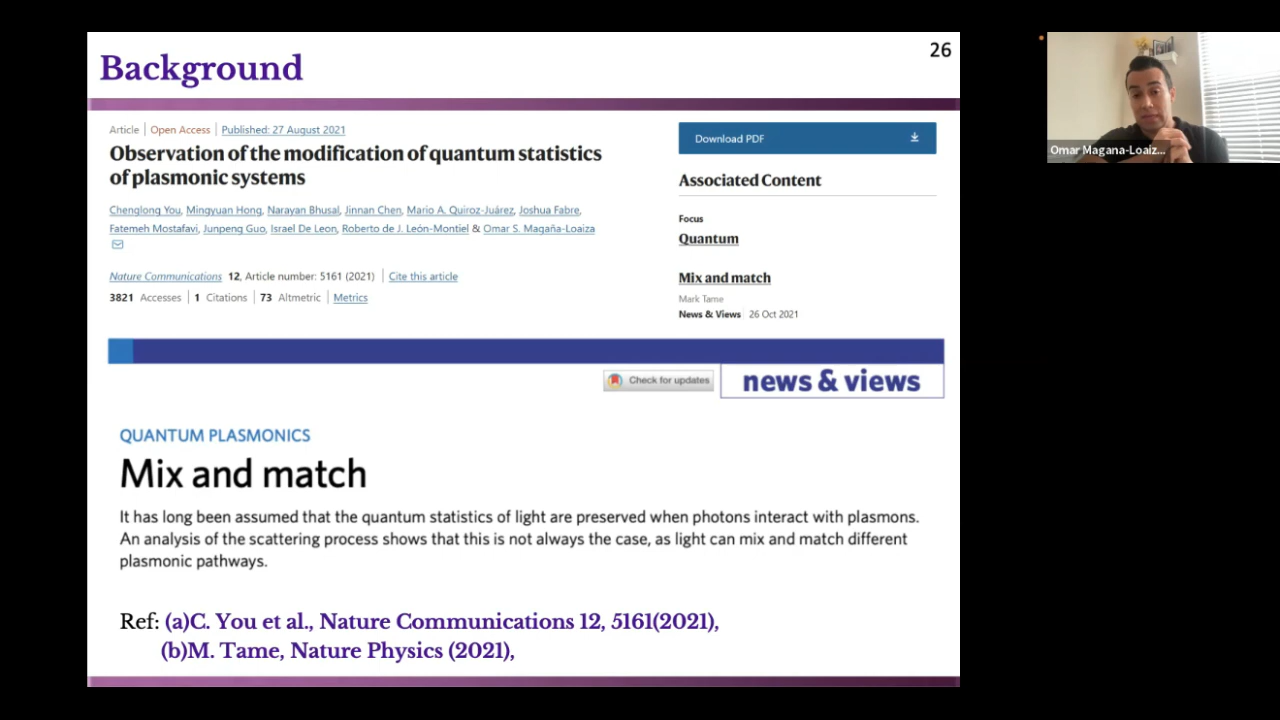 Background
26
Article | Open Access | Published: 27 August 2021
Observation of the modification of quantum statistics
of plasmonic systems
Chenglong You, Mingyuan Hong, Narayan Bhusal, Jinnan Chen, Mario A. Quiroz-Juárez, Joshua Fabre,
Fatemeh Mostafavi, Junpeng Guo, Israel De Leon, Roberto de J. León-Montiel & Omar S. Magaña-Loaiza
Nature Communications 12, Article number: 5161 (2021) | Cite this article
3821 Accesses | 1 Citations | 73 Altmetric | Metrics
Download PDF
Associated Content
Focus
Quantum
Mix and match
Mark Tame
News & Views | 26 Oct 2021
Check for updates
news & views
QUANTUM PLASMONICS
Mix and match
It has long been assumed that the quantum statistics of light are preserved when photons interact with plasmons.
An analysis of the scattering process shows that this is not always the case, as light can mix and match different
plasmonic pathways.
Ref: (a)C. You et al., Nature Communications 12, 5161(2021),
(b)M. Tame, Nature Physics (2021),
Omar Magana-Loaiz...